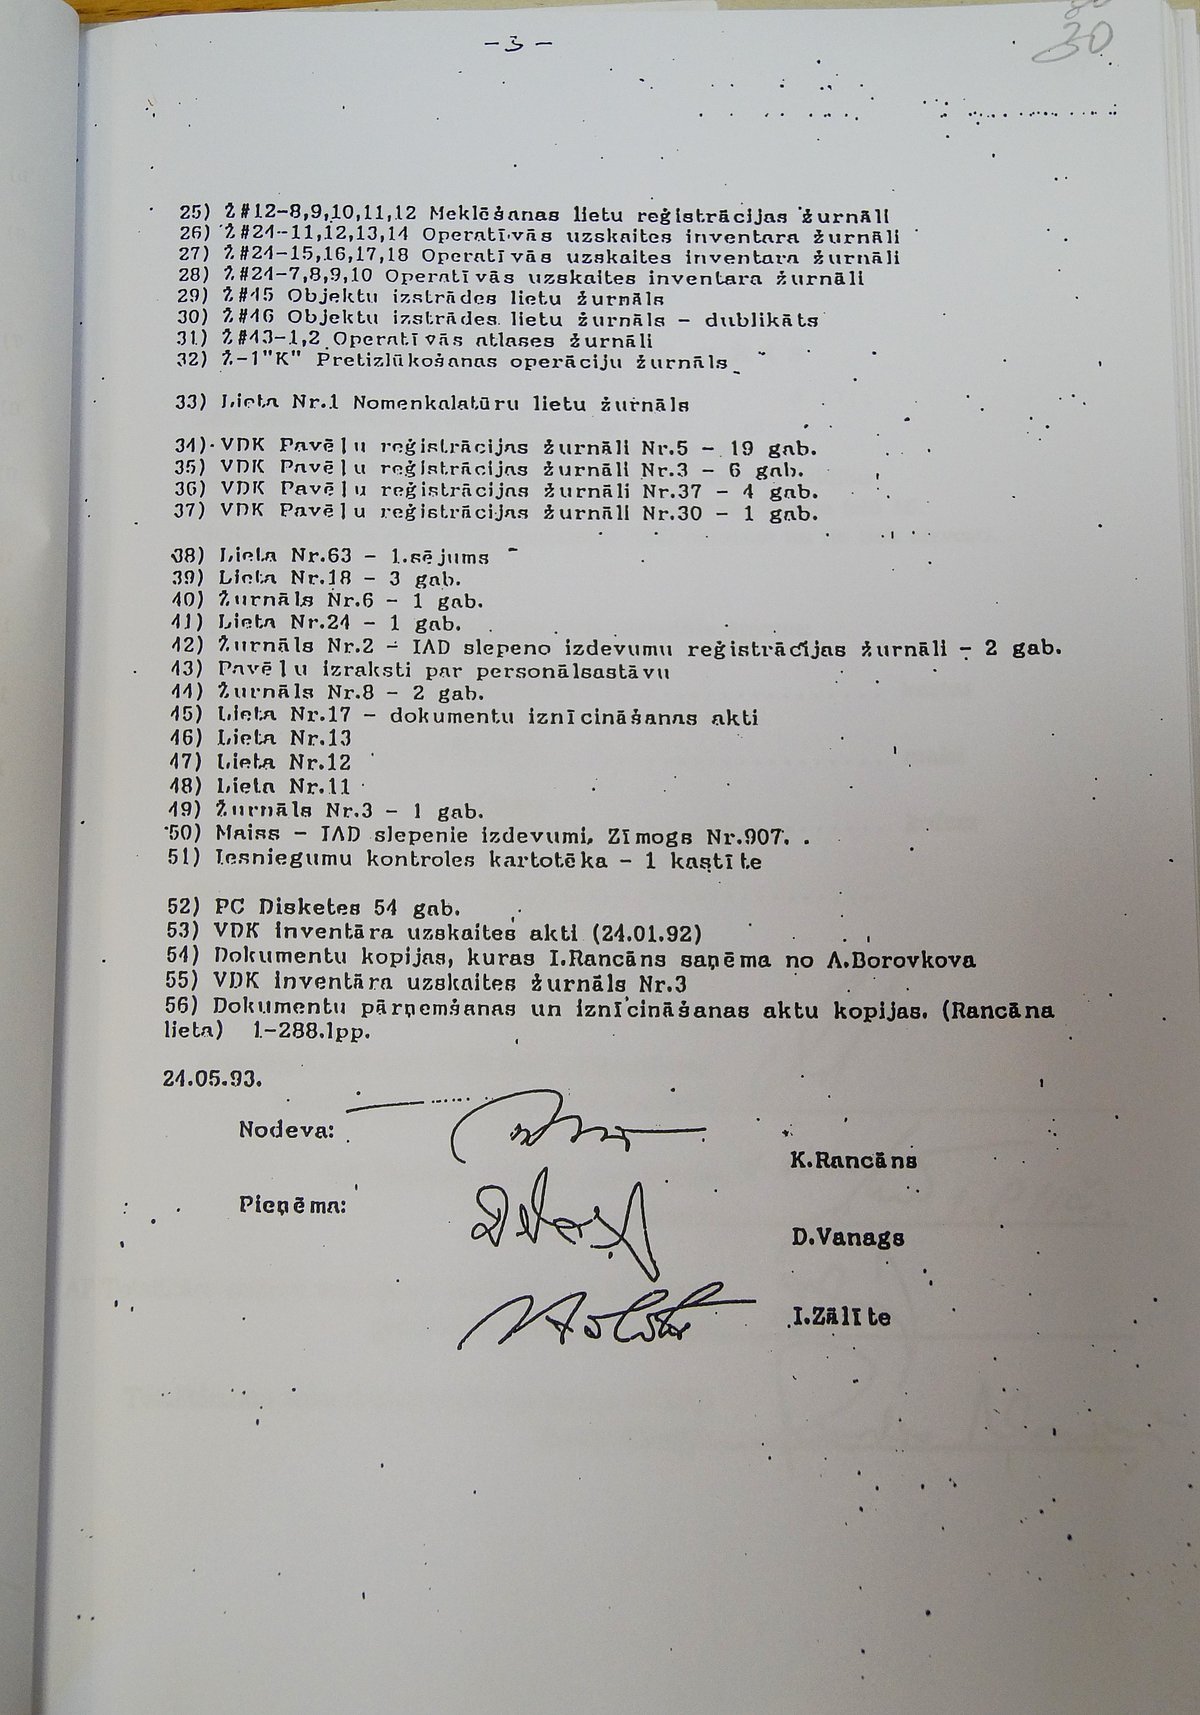 - 3 -
30
25) Ž#12-8,9,10,11,12 Meklēšanas lietu reģistrācijas žurnāli
26) Ž#24-11,12,13,14 Operatīvās uzskaites inventara žurnāli
27) Ž#24-15,16,17,18 Operatīvās uzskaites inventara žurnāli
28) Ž#24-7,8,9,10 Operatīvās uzskaites inventara žurnāli
29) Ž#45 Objektu izstrādes lietu žurnāls
30) Ž#46 Objektu izstrādes lietu žurnāls - dublikāts
31) Ž#43-1,2 Operatīvās atlases žurnāli
32) Ž-1"K" Pretizlūkošanas operāciju žurnāls
33) Lieta Nr.1 Nomenkalatūru lietu žurnāls
34) VDK Pavēļu reģistrācijas žurnāli Nr.5 - 19 gab.
35) VDK Pavēļu reģistrācijas žurnāli Nr.3 - 6 gab.
36) VDK Pavēļu reģistrācijas žurnāli Nr.37 - 4 gab.
37) VDK Pavēļu reģistrācijas žurnāli Nr.30 - 1 gab.
38) Lieta Nr.63 - 1.sējums
39) Lieta Nr.18 - 3 gab.
40) Žurnāls Nr.6 - 1 gab.
41) Lieta Nr.24 - 1 gab.
42) Žurnāls Nr.2 - IAD slepeno izdevumu reģistrācijas žurnāli - 2 gab.
43) Pavēļu izraksti par personālsastāvu
44) Žurnāls Nr.8 - 2 gab.
45) Lieta Nr.17 - dokumentu iznīcināšanas akti
46) Lieta Nr.13
47) Lieta Nr.12
48) Lieta Nr.11
49) Žurnāls Nr.3 - 1 gab.
50) Maiss - IAD slepenie izdevumi, Zīmogs Nr.907.
51) Iesniegumu kontroles kartotēka - 1 kastīte
52) PC Disketes 54 gab.
53) VDK inventāra uzskaites akti (24.01.92)
54) Dokumentu kopijas, kuras I.Rancāns saņēma no A.Borovkova
55) VDK inventāra uzskaites žurnāls Nr.3
56) Dokumentu pārņemšanas un iznīcināšanas aktu kopijas. (Rancāna
lieta) 1-288.lpp.
24.05.93.
Nodeva:
K.Rancāns
Pieņēma:
D.Vanags
I.Zālīte